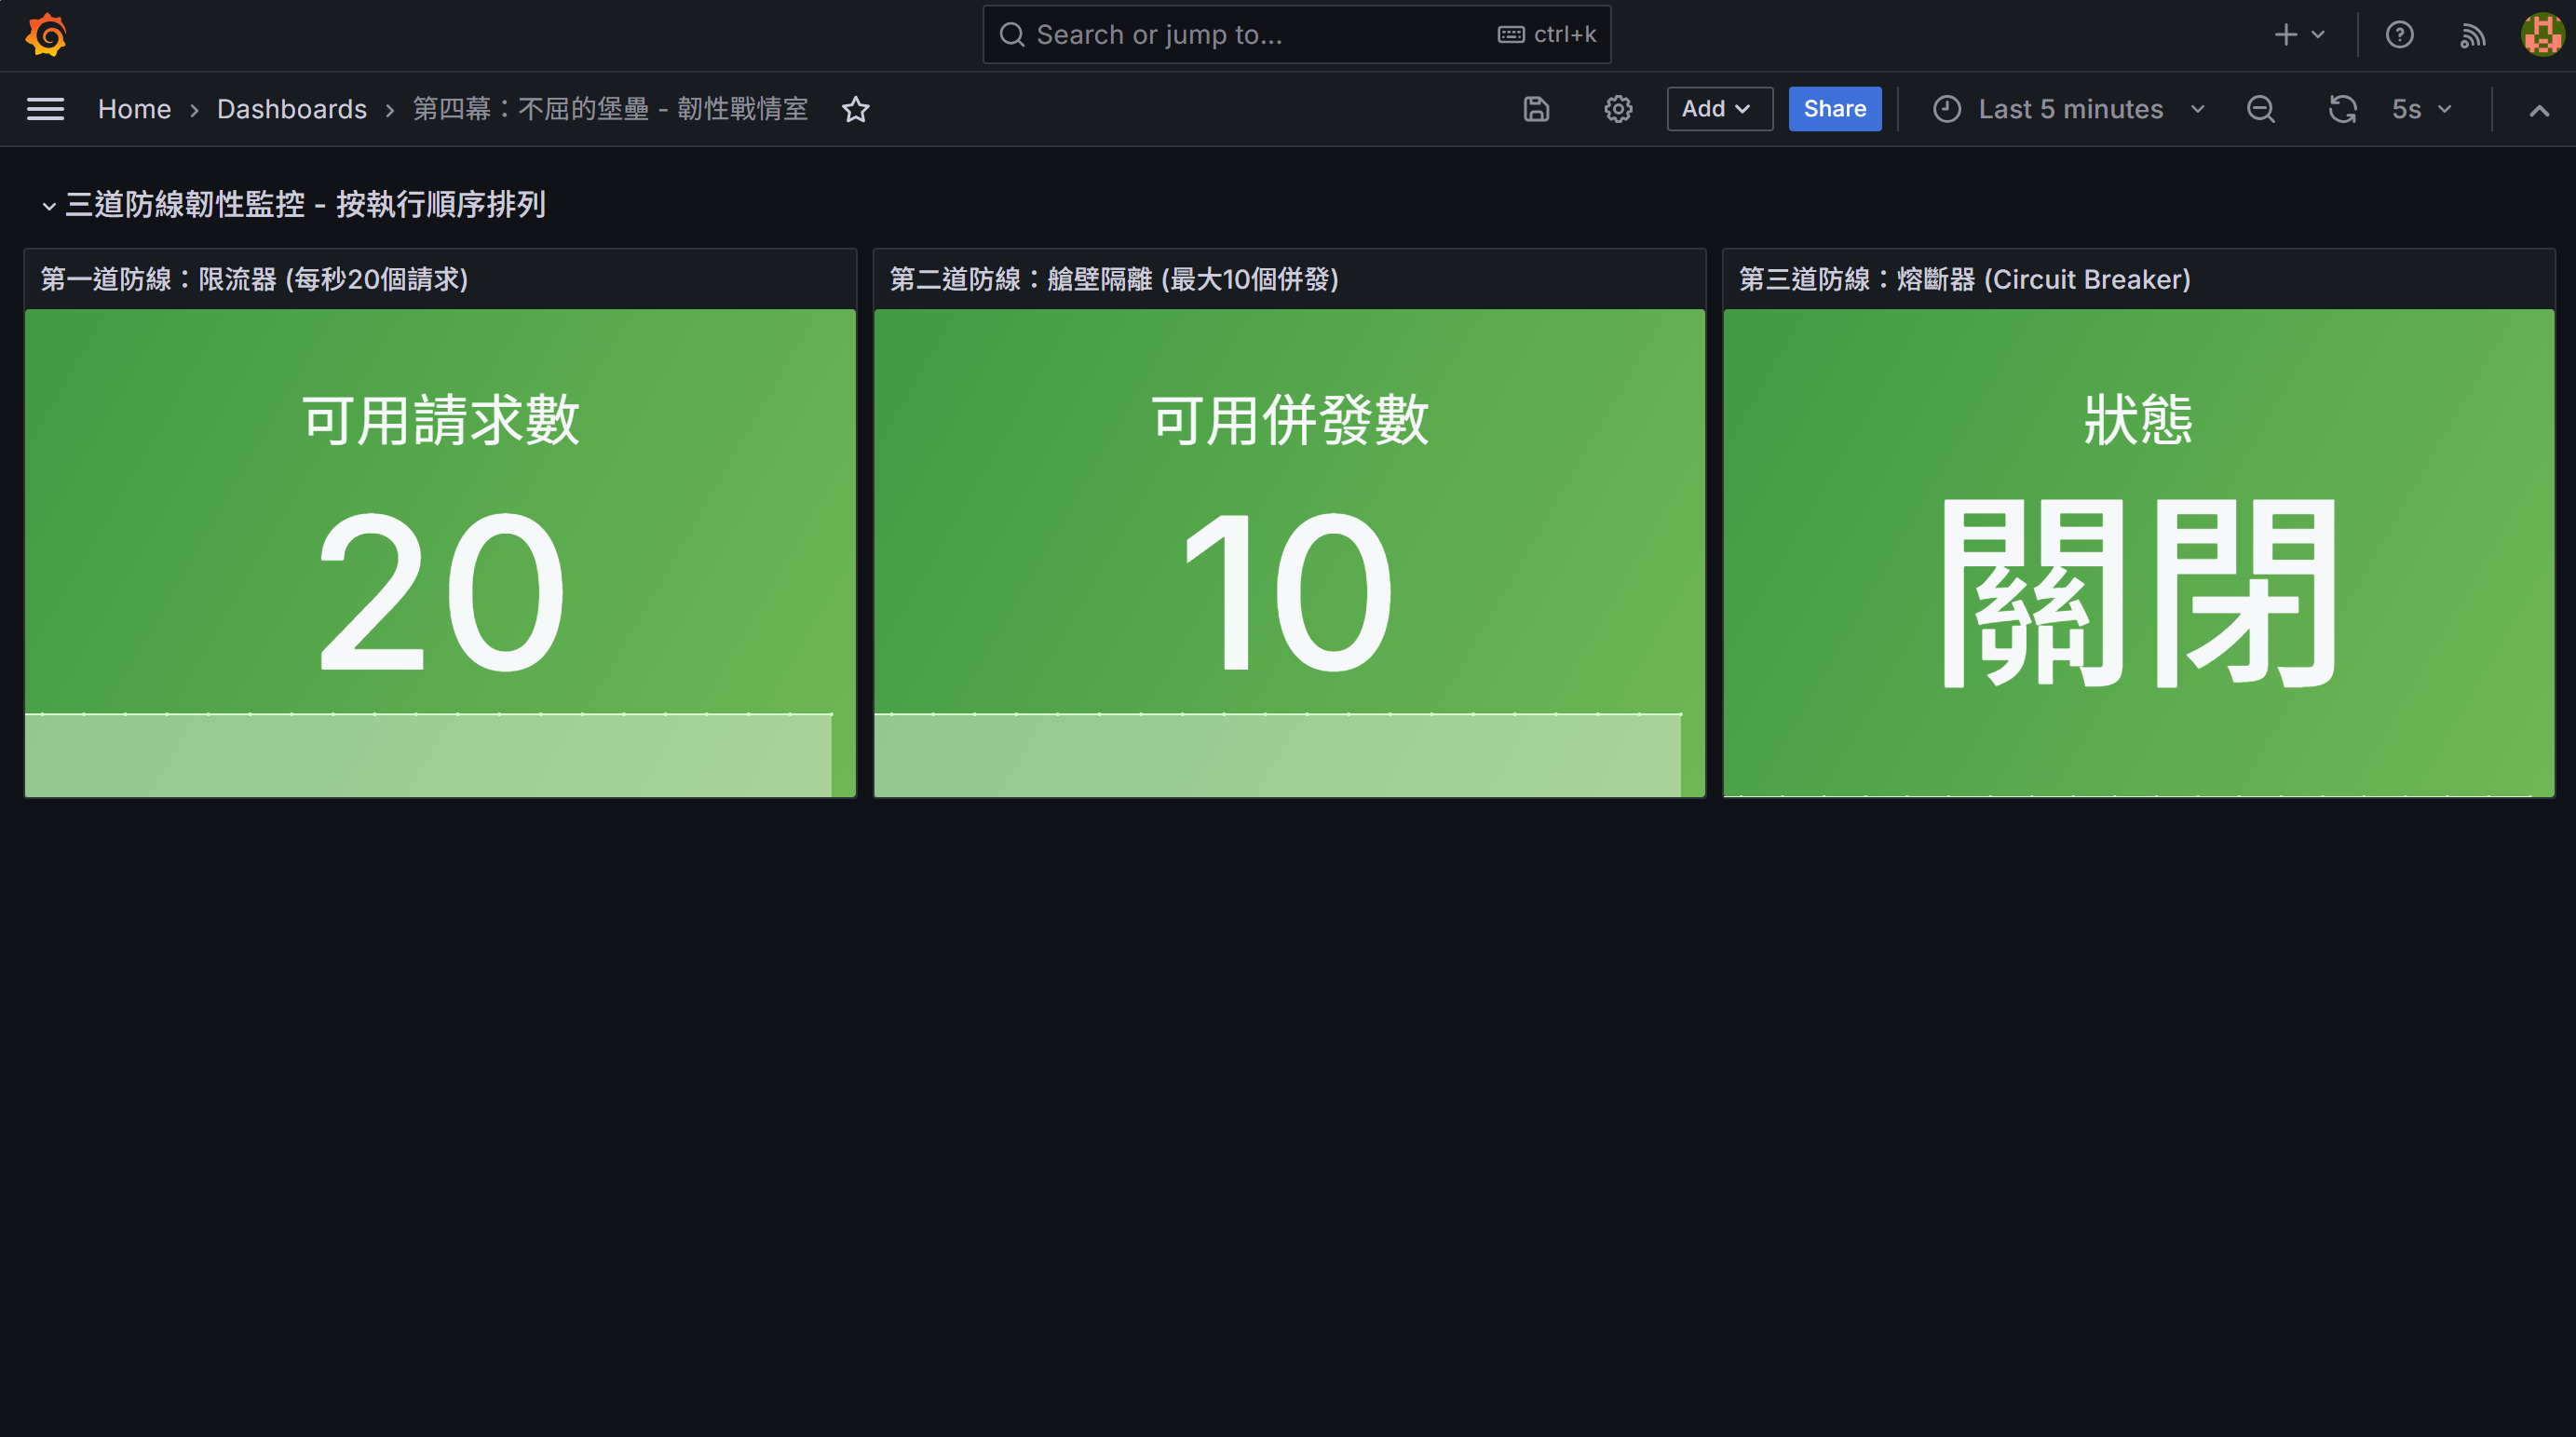 Search or jump to...
ctrl+k
Home › Dashboards › 第四幕：不屈的堡壘 - 韌性戰情室
Add
Share
Last 5 minutes
5s
三道防線韌性監控 - 按執行順序排列
第一道防線：限流器 (每秒20個請求)
可用請求數
20
第二道防線：艙壁隔離 (最大10個併發)
可用併發數
10
第三道防線：熔斷器 (Circuit Breaker)
狀態
關閉